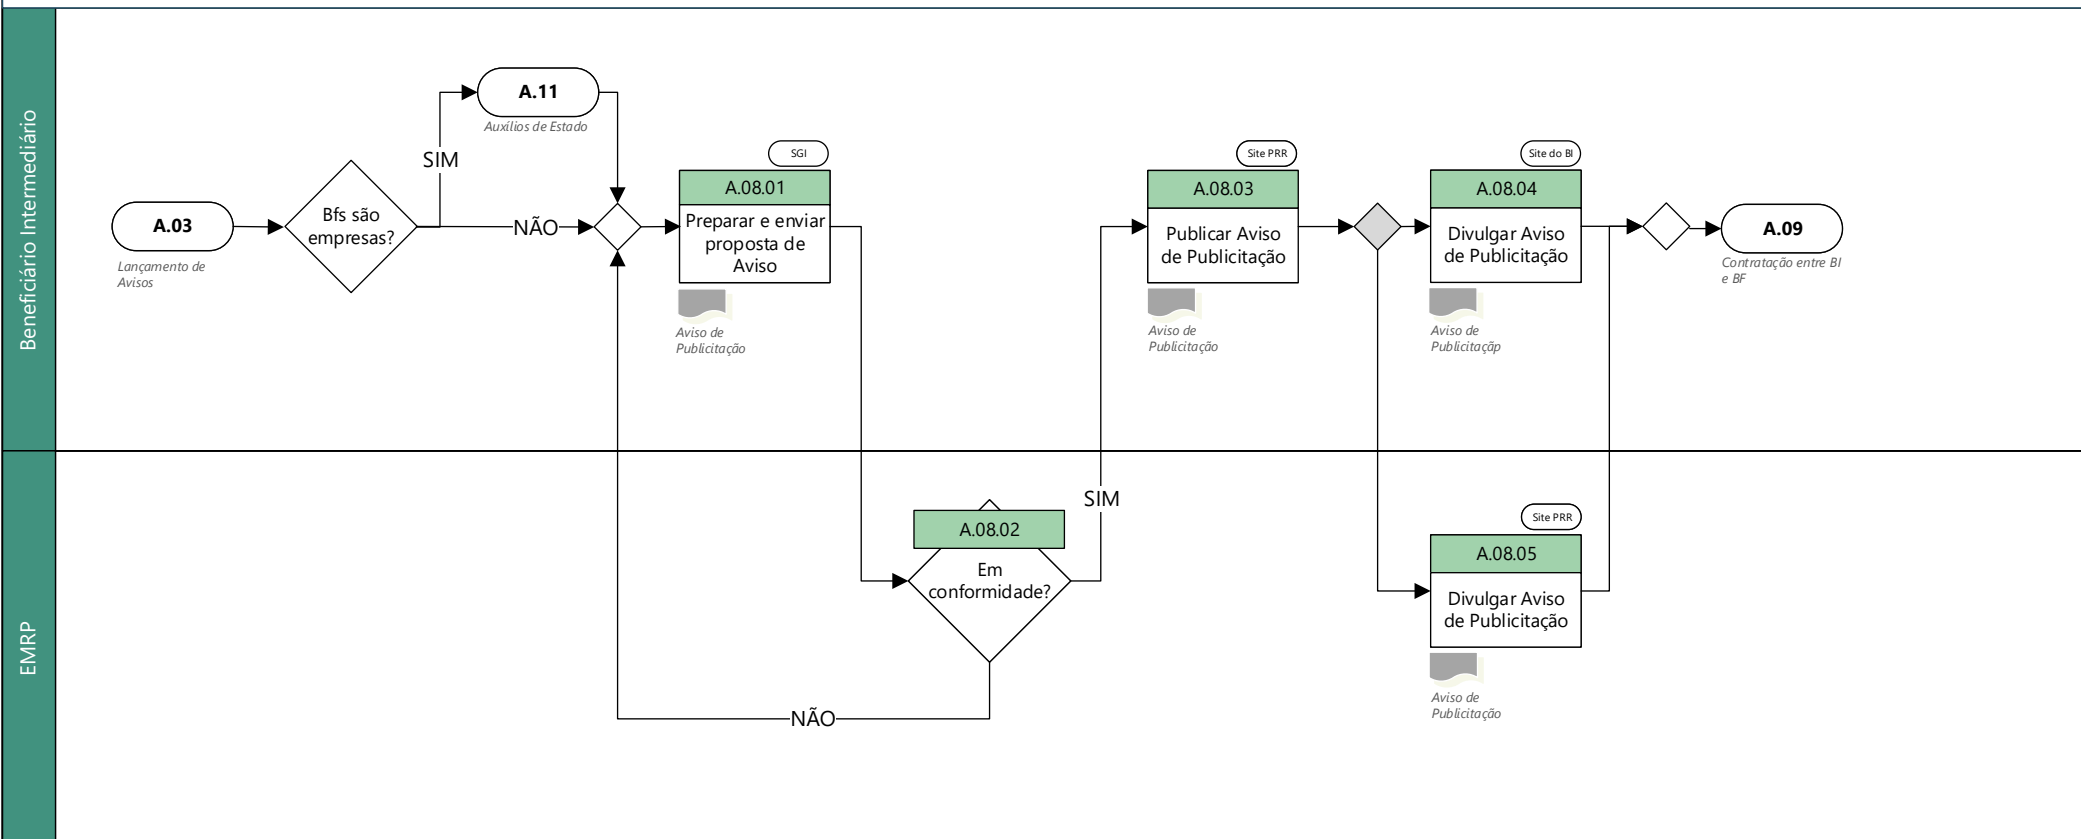 Beneficiário Intermediário
A.03
Lançamento de
Avisos
Bfs são
empresas?
SIM
A.11
Auxílios de Estado
NÃO
SGI
A.08.01
Preparar e enviar
proposta de
Aviso
Aviso de
Publicitação
Site PRR
A.08.03
Publicar Aviso
de Publicitação
Aviso de
Publicitação
Site do BI
A.08.04
Divulgar Aviso
de Publicitação
Aviso de
Publicitaçãp
A.09
Contratação entre BI
e BF
EMRP
A.08.02
Em
conformidade?
SIM
NÃO
Site PRR
A.08.05
Divulgar Aviso
de Publicitação
Aviso de
Publicitação